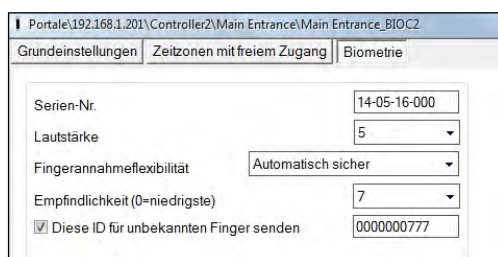 Portale\192.168.1.201\Controller2\Main Entrance\Main Entrance_BIOC2
Grundeinstellungen Zeitzonen mit freiem Zugang Biometrie
Serien-Nr. 14-05-16-000
Lautstärke 5
Fingerannahmeflexibilität Automatisch sicher
Empfindlichkeit (0=niedrigste) 7
Diese ID für unbekannten Finger senden 0000000777